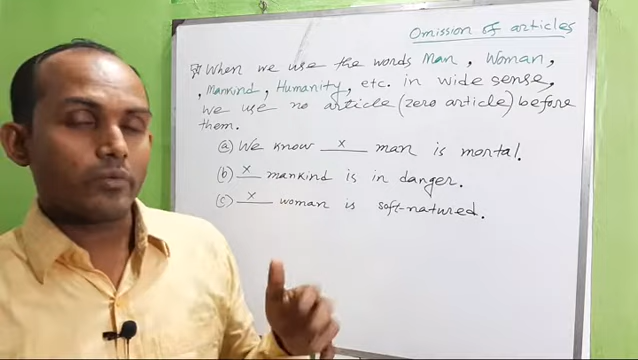 Omission of articles
When we use the words Man, Woman,
, Mankind, Humanity, etc. in wide sense,
we use no article (zero article) before
them.
(a) We know x man is mortal.
(b) x mankind is in danger.
(c) x woman is soft-natured.